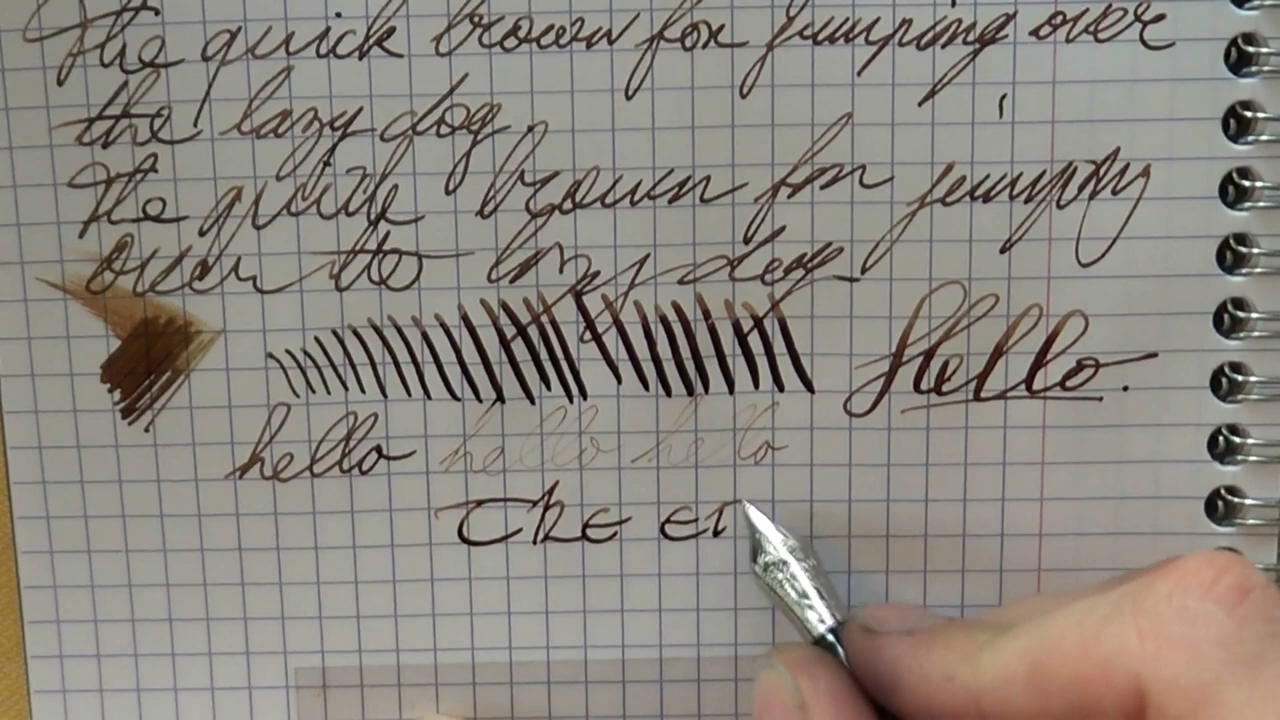 The quick brown fox jumping over
the lazy dog
The quick brown fox jumping
over the lazy dog
Hello.
hello hello hello
The